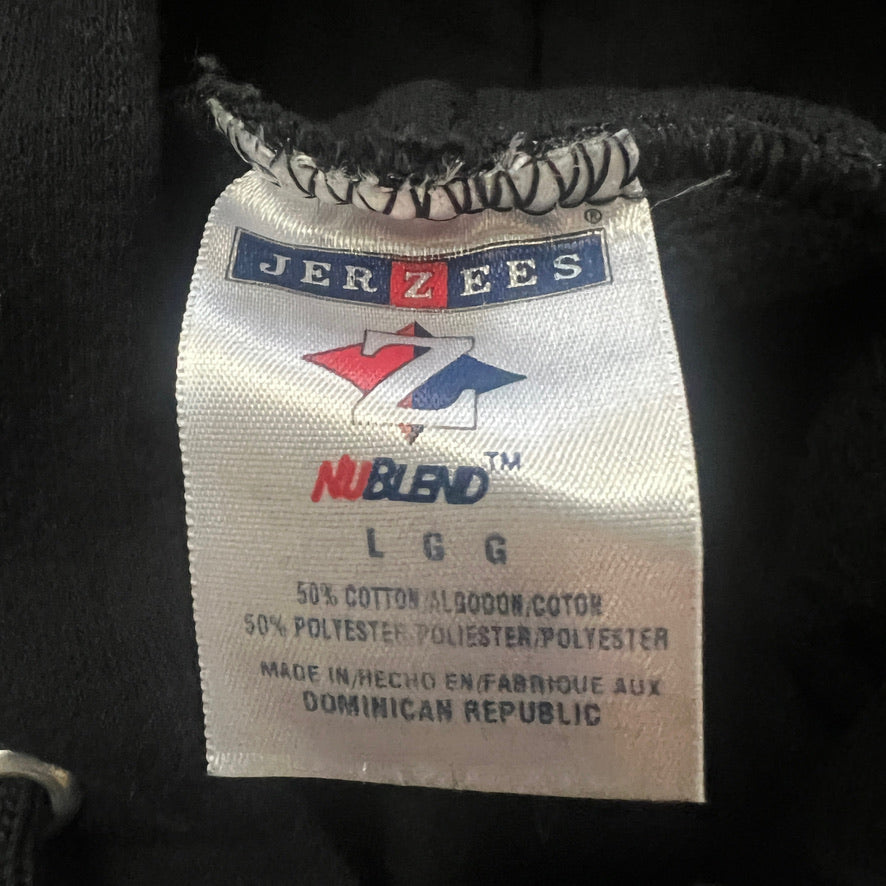 ®
JERZEES
Z
NUBLEND™
L G G
50% COTTON/ALGODON/COTON
50% POLYESTER/POLIESTER/POLYESTER
MADE IN/HECHO EN/FABRIQUE AUX
DOMINICAN REPUBLIC